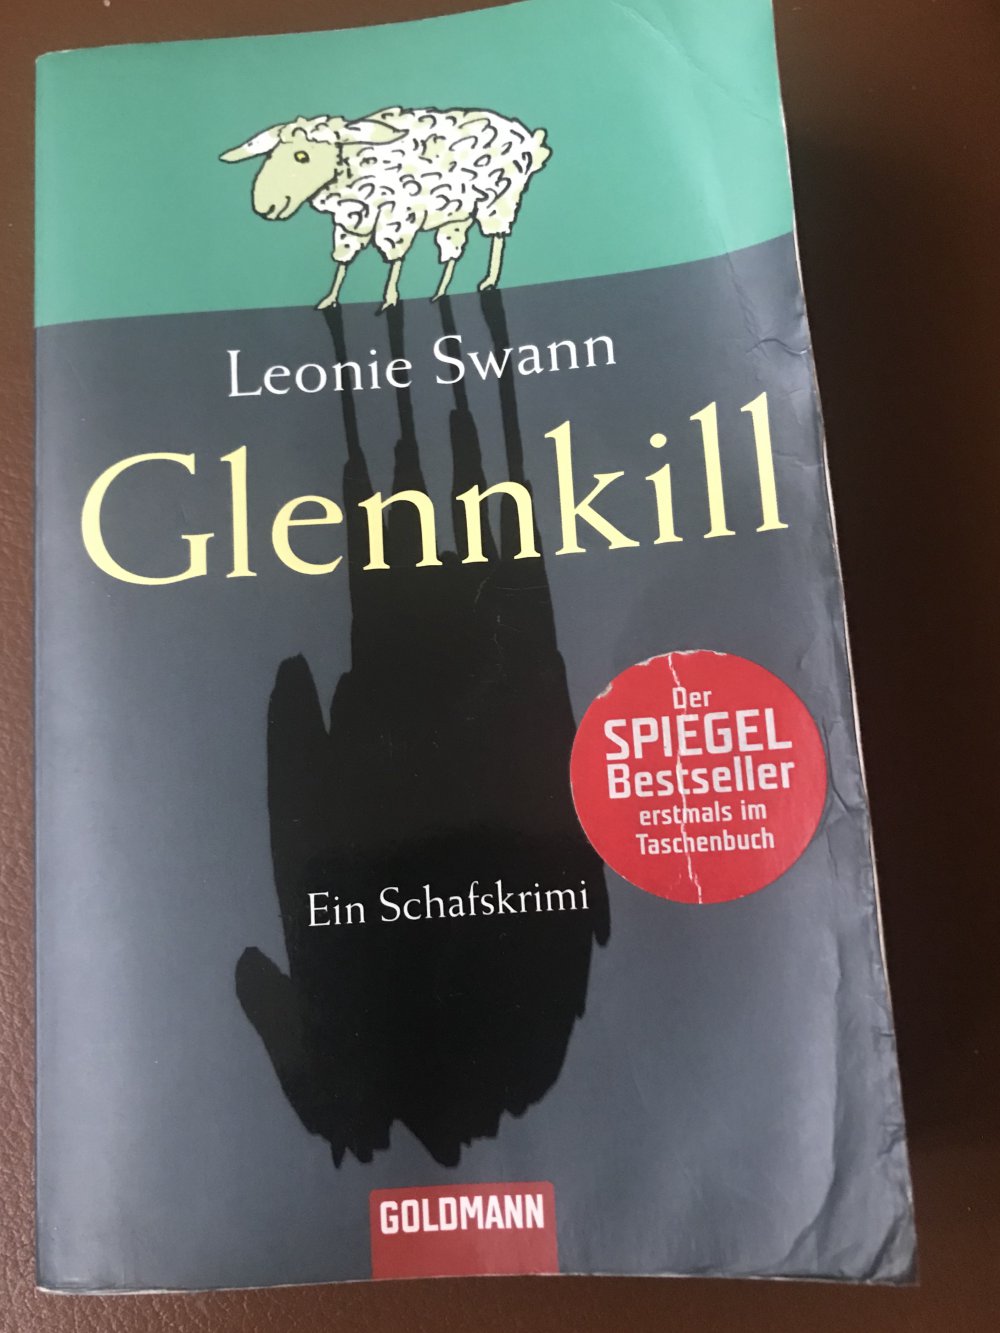 Leonie Swann
Glennkill
Der
SPIEGEL
Bestseller
erstmals im
Taschenbuch
Ein Schafskrimi
GOLDMANN